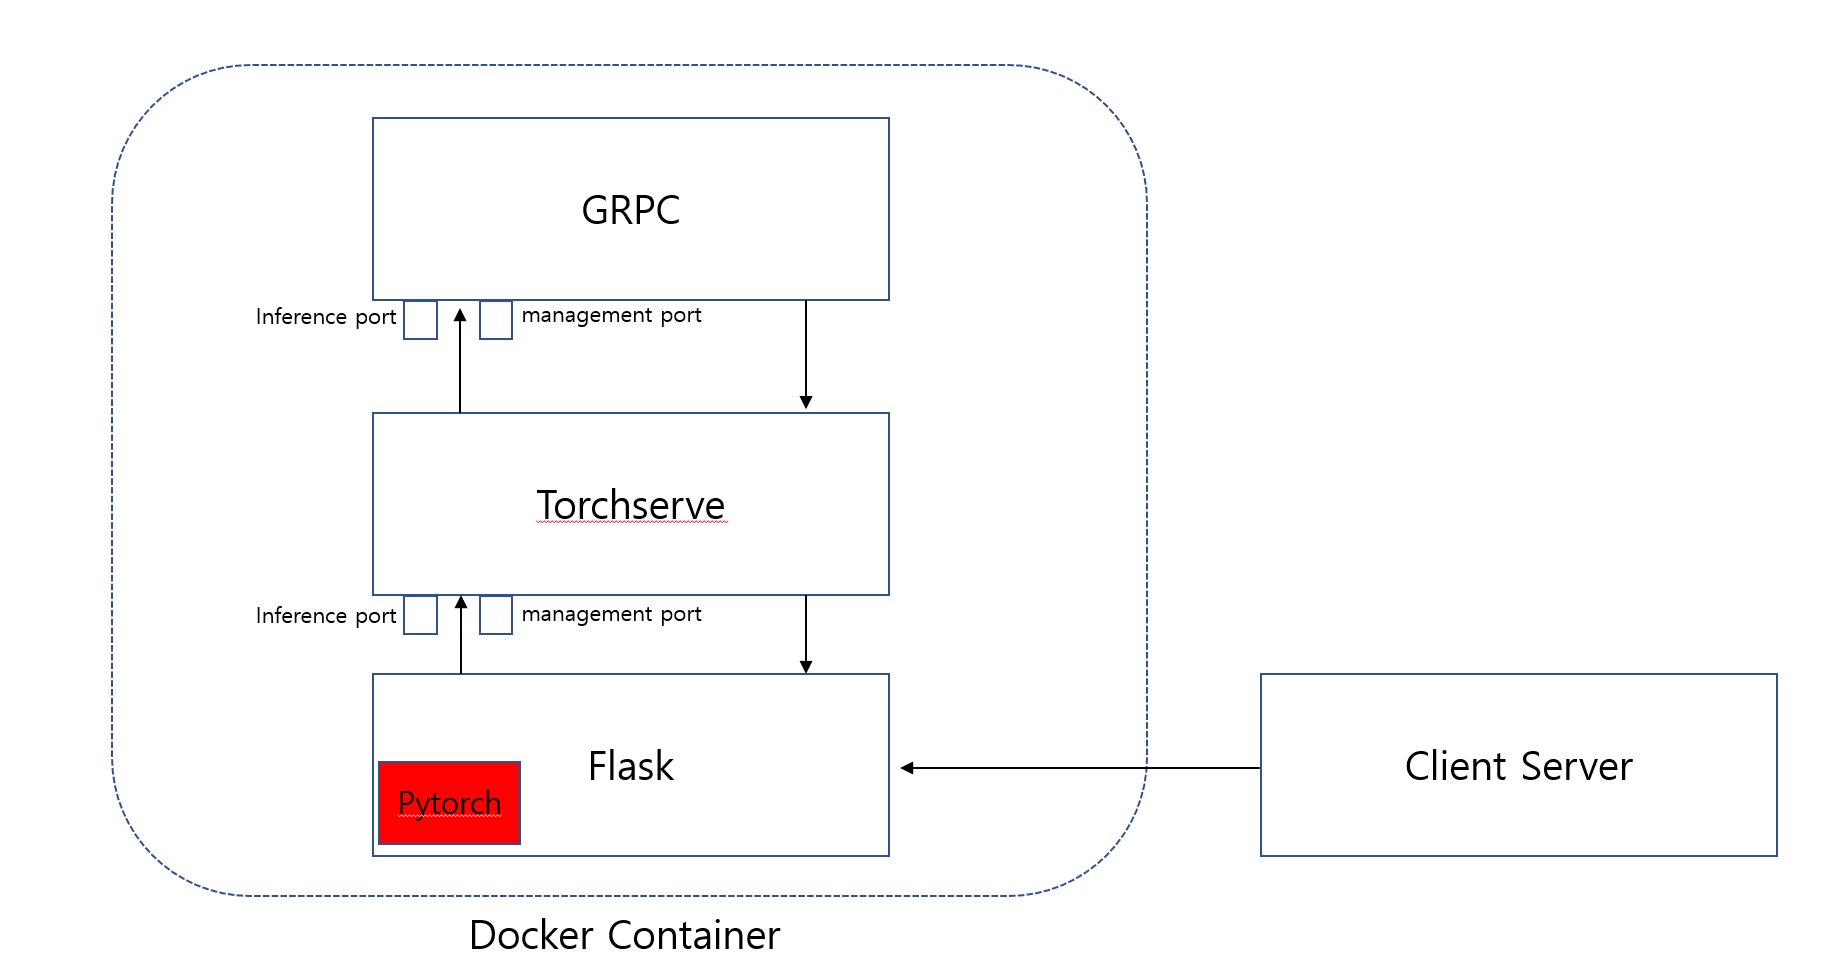 GRPC
Inference port
management port
Torchserve
Inference port
management port
Flask
Pytorch
Client Server
Docker Container